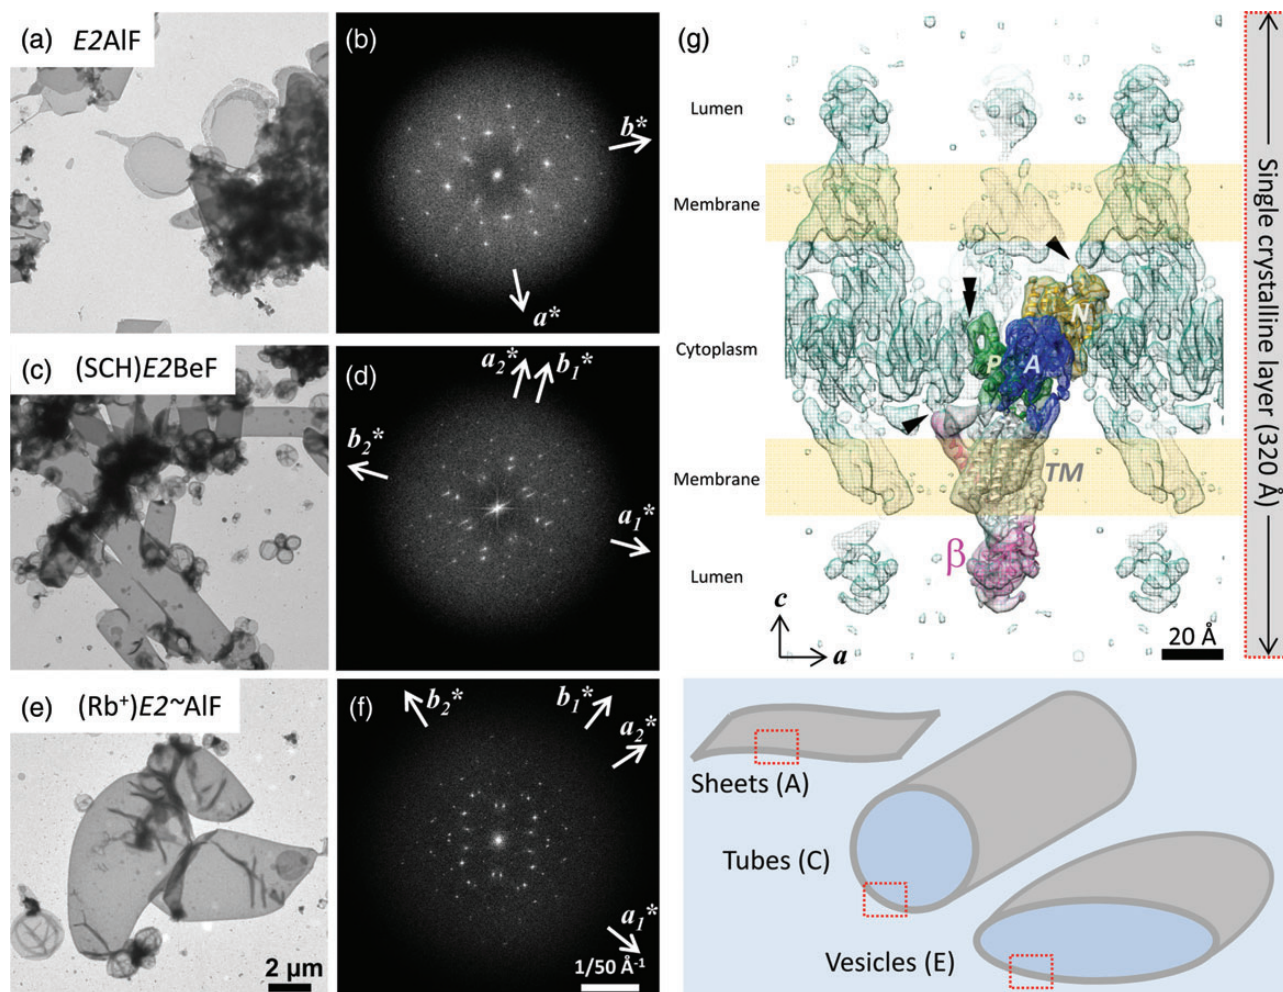 (a) E2AlF
(b)
b*
a*
(c) (SCH)E2BeF
(d)
a2* b1*
b2*
a1*
(e) (Rb⁺)E2~AlF
2 µm
(f)
b2* b1*
a2*
a1*
1/50 Å⁻¹
(g)
Lumen
Membrane
Cytoplasm
Membrane
Lumen
N
P A
TM
β
c
a
20 Å
Single crystalline layer (320 Å)
Sheets (A)
Tubes (C)
Vesicles (E)